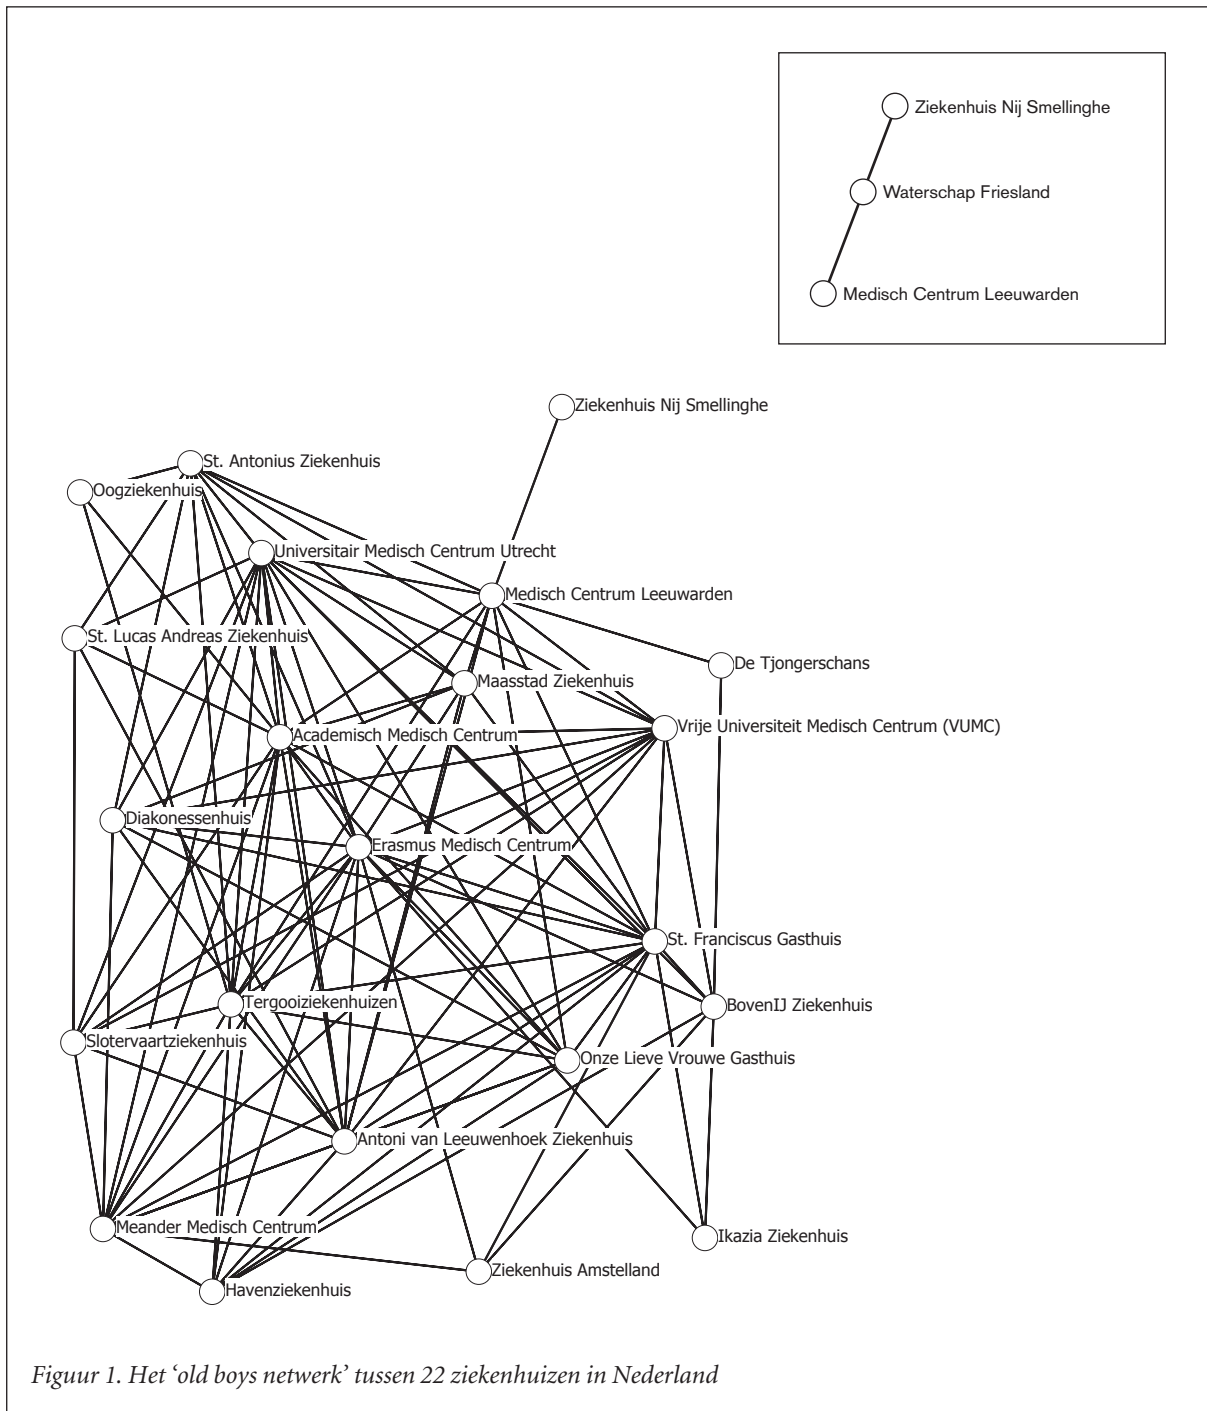 Ziekenhuis Nij Smellinghe
Waterschap Friesland
Medisch Centrum Leeuwarden
Ziekenhuis Nij Smellinghe
St. Antonius Ziekenhuis
Oogziekenhuis
Universitair Medisch Centrum Utrecht
Medisch Centrum Leeuwarden
St. Lucas Andreas Ziekenhuis
De Tjongerschans
Maasstad Ziekenhuis
Vrije Universiteit Medisch Centrum (VUMC)
Academisch Medisch Centrum
Diakonessenhuis
Erasmus Medisch Centrum
St. Franciscus Gasthuis
Tergooiziekenhuizen
BovenIJ Ziekenhuis
Slotervaartziekenhuis
Onze Lieve Vrouwe Gasthuis
Antoni van Leeuwenhoek Ziekenhuis
Meander Medisch Centrum
Ikazia Ziekenhuis
Ziekenhuis Amstelland
Havenziekenhuis
Figuur 1. Het ‘old boys netwerk’ tussen 22 ziekenhuizen in Nederland